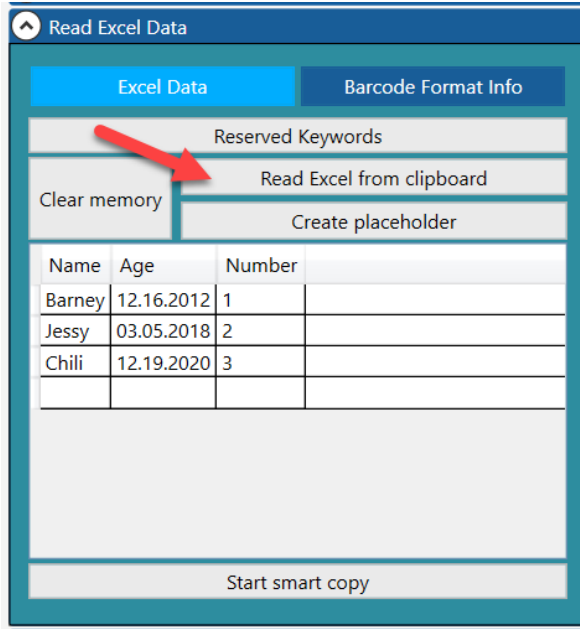 Read Excel Data
Excel Data Barcode Format Info
Reserved Keywords
Clear memory
Read Excel from clipboard
Create placeholder
Name Age Number
Barney 12.16.2012 1
Jessy 03.05.2018 2
Chili 12.19.2020 3
Start smart copy